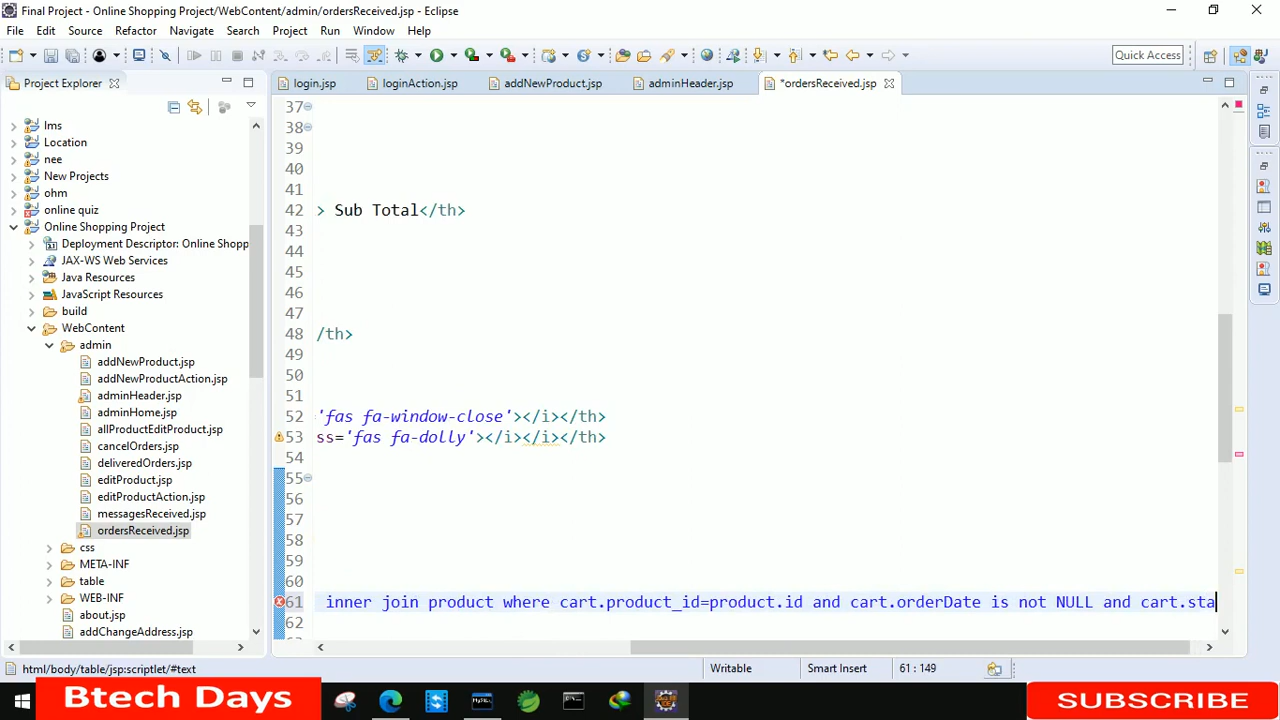 Final Project - Online Shopping Project/WebContent/admin/ordersReceived.jsp - Eclipse
File Edit Source Refactor Navigate Search Project Run Window Help
Quick Access
Project Explorer
login.jsp loginAction.jsp addNewProduct.jsp adminHeader.jsp *ordersReceived.jsp
lms
Location
nee
New Projects
ohm
online quiz
Online Shopping Project
Deployment Descriptor: Online Shopp
JAX-WS Web Services
Java Resources
JavaScript Resources
build
WebContent
admin
addNewProduct.jsp
addNewProductAction.jsp
adminHeader.jsp
adminHome.jsp
allProductEditProduct.jsp
cancelOrders.jsp
deliveredOrders.jsp
editProduct.jsp
editProductAction.jsp
messagesReceived.jsp
ordersReceived.jsp
css
META-INF
table
WEB-INF
about.jsp
addChangeAddress.jsp
37
38
39
40
41
42 > Sub Total</th>
43
44
45
46
47
48 /th>
49
50
51
52 'fas fa-window-close'></i></th>
53 ss='fas fa-dolly'></i></i></th>
54
55
56
57
58
59
60
61 inner join product where cart.product_id=product.id and cart.orderDate is not NULL and cart.sta
62
html/body/table/jsp:scriptlet/#text
Writable Smart Insert 61 : 149
Btech Days
SUBSCRIBE